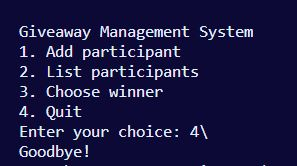 Giveaway Management System
1. Add participant
2. List participants
3. Choose winner
4. Quit
Enter your choice: 4\
Goodbye!